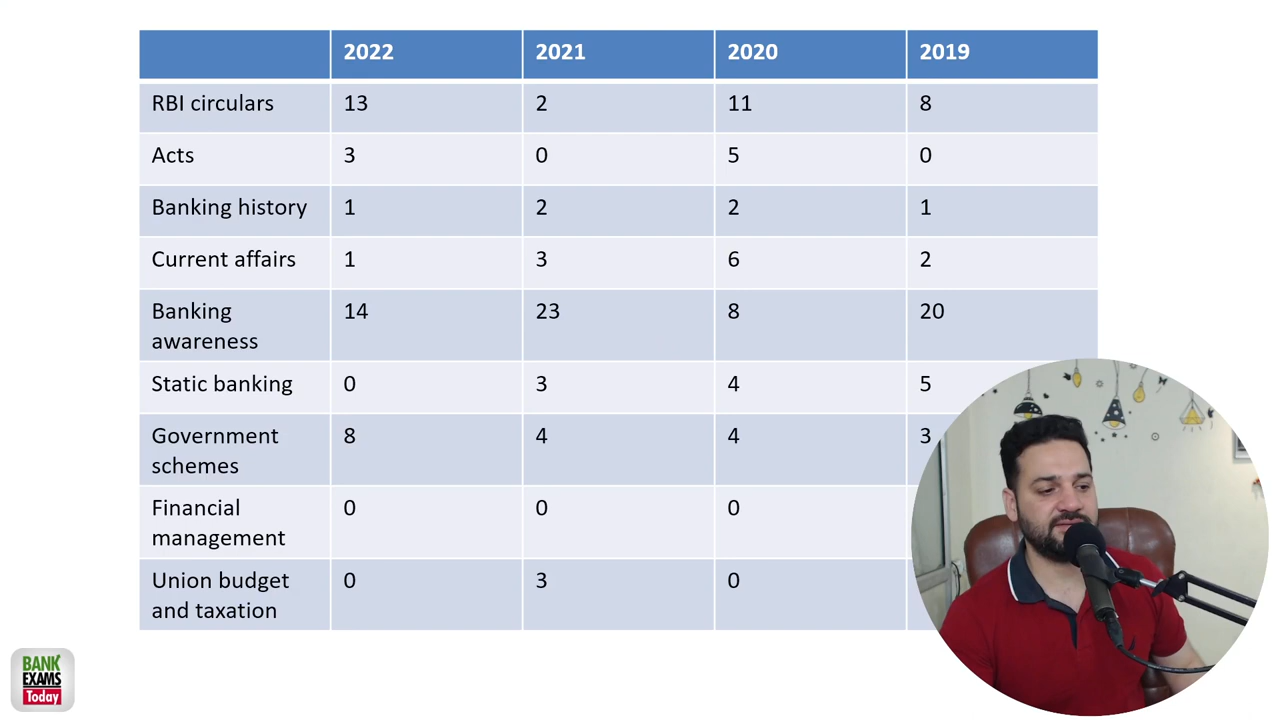 2022 2021 2020 2019
RBI circulars 13 2 11 8
Acts 3 0 5 0
Banking history 1 2 2 1
Current affairs 1 3 6 2
Banking
awareness 14 23 8 20
Static banking 0 3 4 5
Government
schemes 8 4 4 3
Financial
management 0 0 0
Union budget
and taxation 0 3 0
BANK
EXAMS
Today